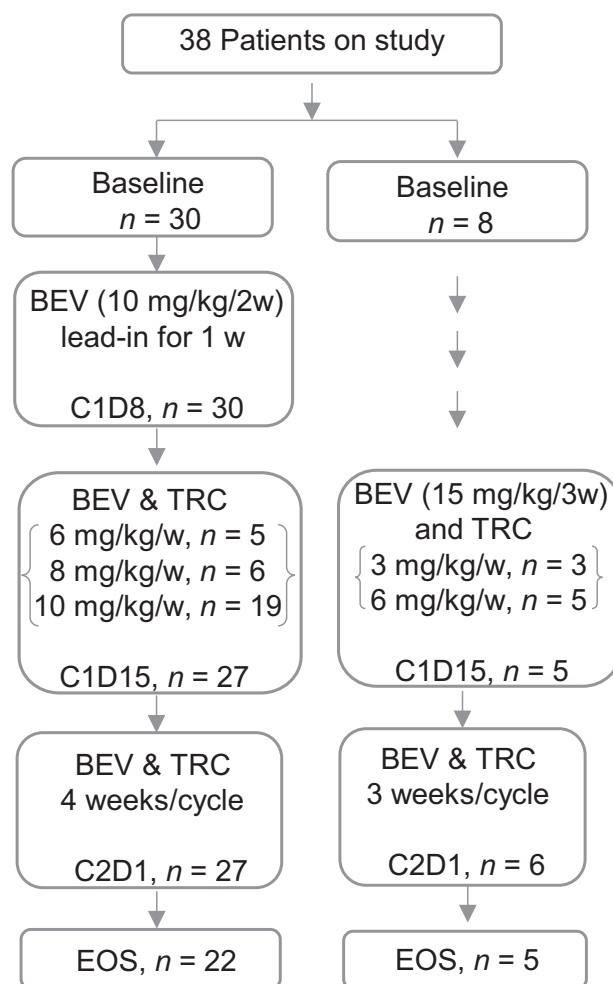 38 Patients on study
Baseline
n = 30
Baseline
n = 8
BEV (10 mg/kg/2w)
lead-in for 1 w
C1D8, n = 30
BEV & TRC
6 mg/kg/w, n = 5
8 mg/kg/w, n = 6
10 mg/kg/w, n = 19
C1D15, n = 27
BEV (15 mg/kg/3w)
and TRC
3 mg/kg/w, n = 3
6 mg/kg/w, n = 5
C1D15, n = 5
BEV & TRC
4 weeks/cycle
C2D1, n = 27
BEV & TRC
3 weeks/cycle
C2D1, n = 6
EOS, n = 22
EOS, n = 5